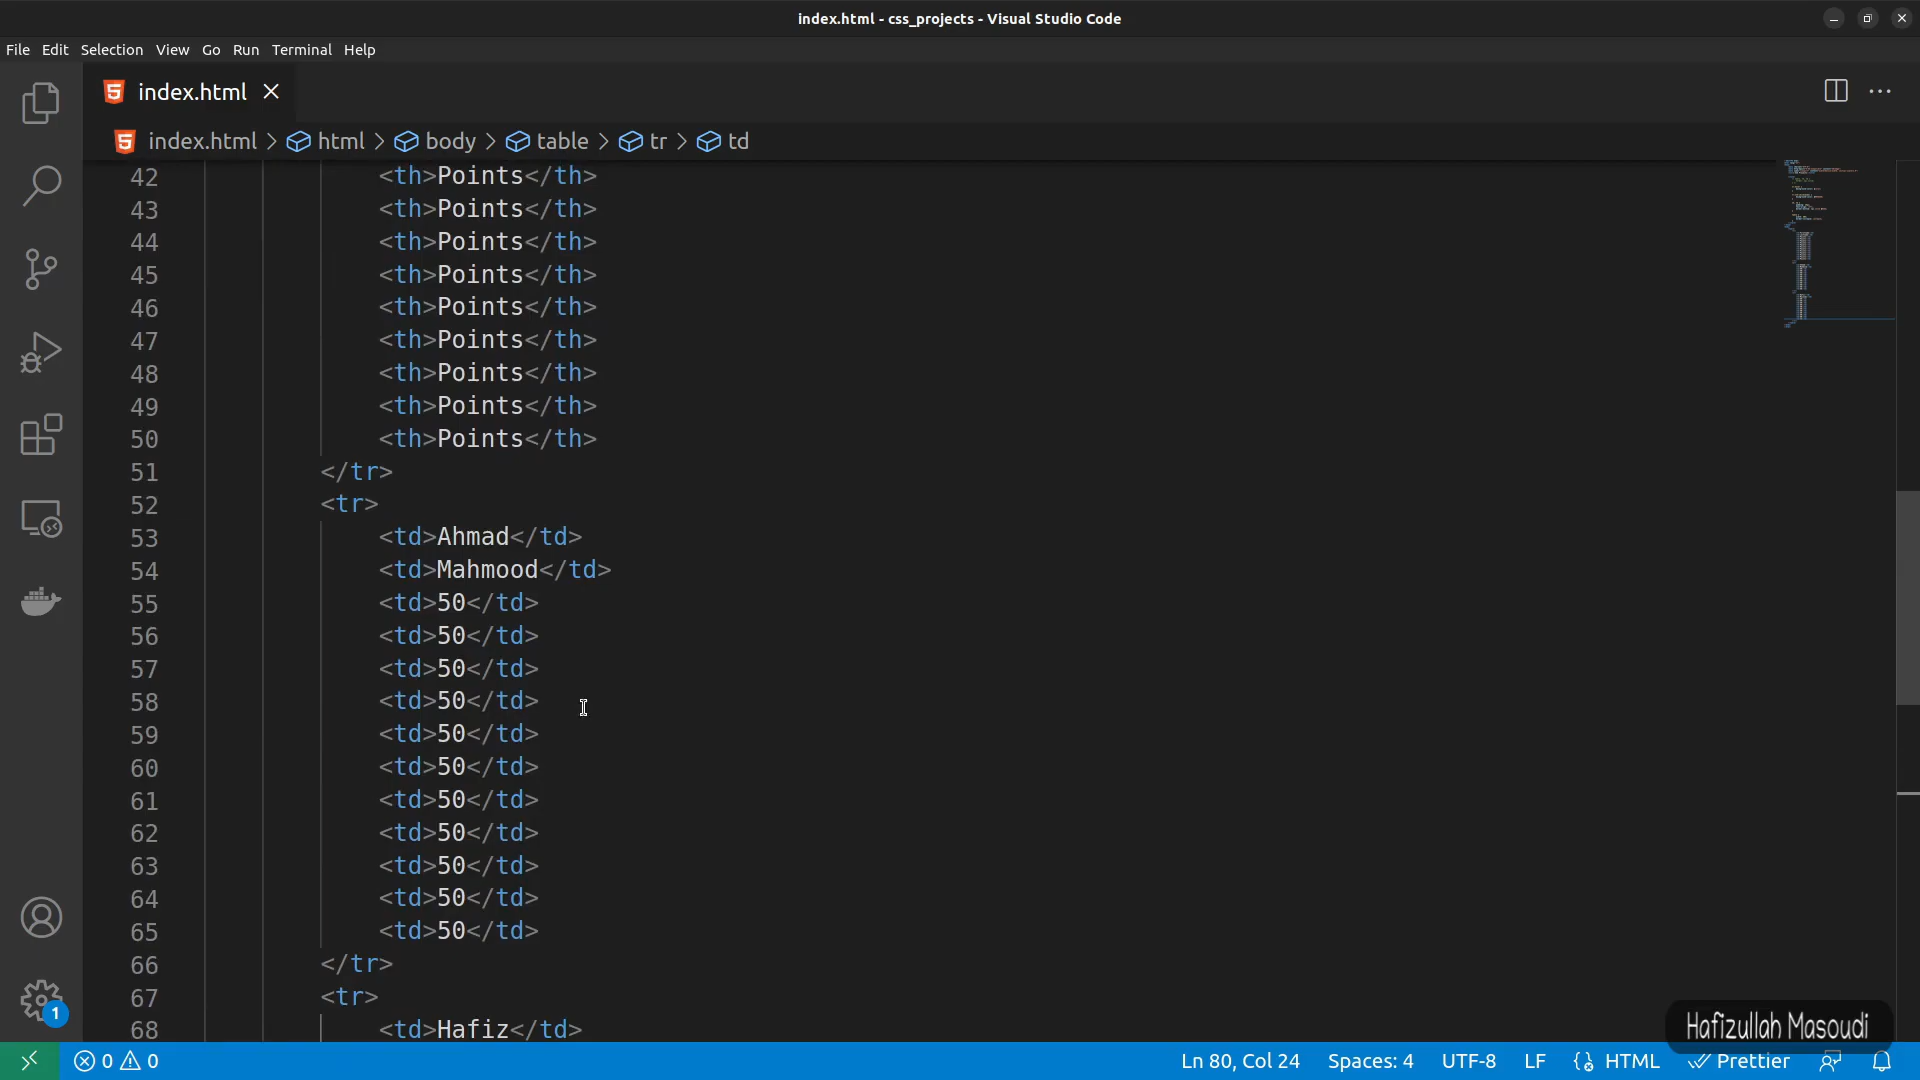 index.html - css_projects - Visual Studio Code
File Edit Selection View Go Run Terminal Help
index.html
index.html > html > body > table > tr > td
42 <th>Points</th>
43 <th>Points</th>
44 <th>Points</th>
45 <th>Points</th>
46 <th>Points</th>
47 <th>Points</th>
48 <th>Points</th>
49 <th>Points</th>
50 <th>Points</th>
51 </tr>
52 <tr>
53 <td>Ahmad</td>
54 <td>Mahmood</td>
55 <td>50</td>
56 <td>50</td>
57 <td>50</td>
58 <td>50</td>
59 <td>50</td>
60 <td>50</td>
61 <td>50</td>
62 <td>50</td>
63 <td>50</td>
64 <td>50</td>
65 <td>50</td>
66 </tr>
67 <tr>
68 <td>Hafiz</td>
1
Hafizullah Masoudi
0 0 Ln 80, Col 24 Spaces: 4 UTF-8 LF HTML Prettier